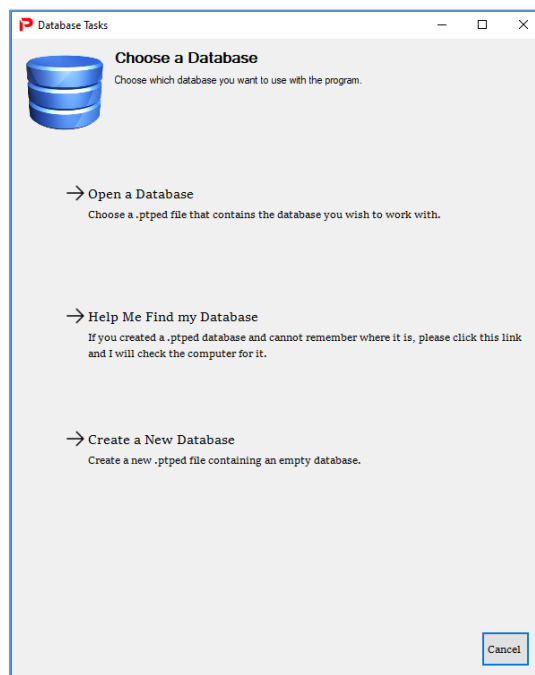 Database Tasks
Choose a Database
Choose which database you want to use with the program.
Open a Database
Choose a .ptped file that contains the database you wish to work with.
Help Me Find my Database
If you created a .ptped database and cannot remember where it is, please click this link
and I will check the computer for it.
Create a New Database
Create a new .ptped file containing an empty database.
Cancel